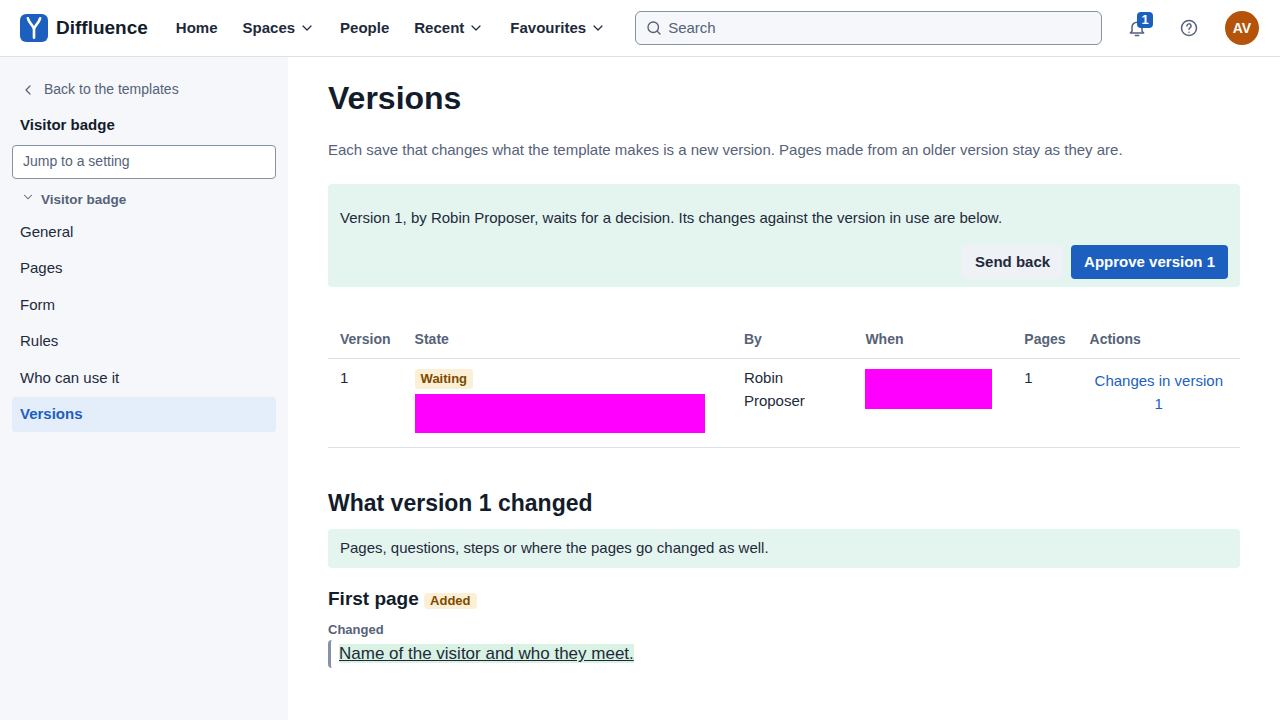 Diffluence Home Spaces People Recent Favourites Search 1 AV
Back to the templates
Visitor badge
Jump to a setting
Visitor badge
General
Pages
Form
Rules
Who can use it
Versions
Versions
Each save that changes what the template makes is a new version. Pages made from an older version stay as they are.
Version 1, by Robin Proposer, waits for a decision. Its changes against the version in use are below.
Send back Approve version 1
Version State By When Pages Actions
1 Waiting Robin Proposer 1 Changes in version 1
What version 1 changed
Pages, questions, steps or where the pages go changed as well.
First page Added
Changed
Name of the visitor and who they meet.